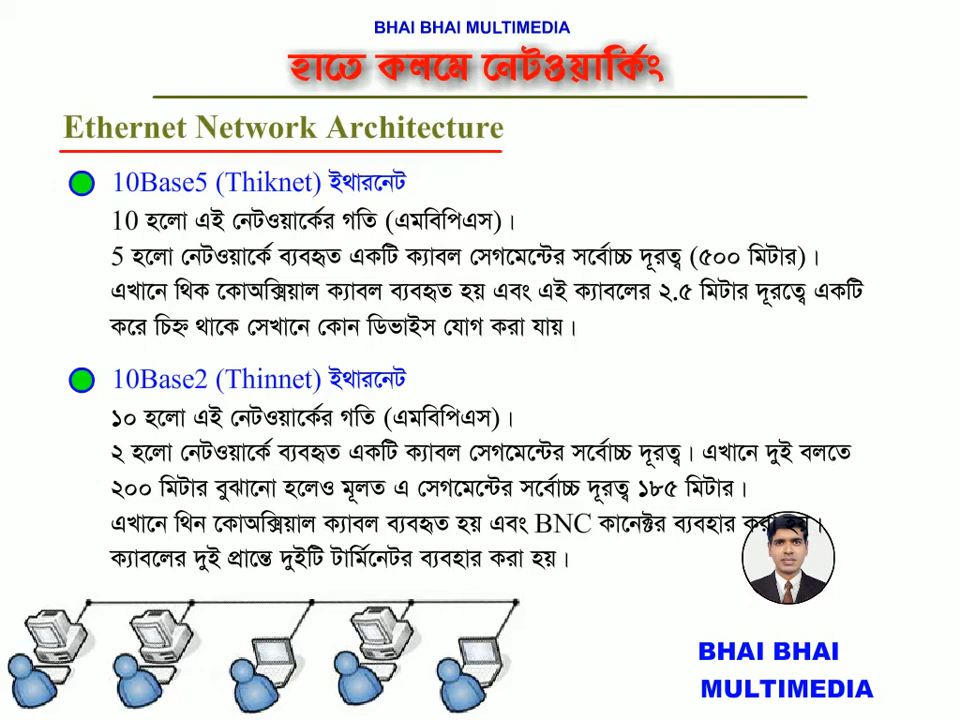 BHAI BHAI MULTIMEDIA
হাতে কলমে নেটওয়ার্কিং
Ethernet Network Architecture
10Base5 (Thiknet) ইথারনেট
10 হলো এই নেটওয়ার্কের গতি (এমবিপিএস)।
5 হলো নেটওয়ার্কে ব্যবহৃত একটি ক্যাবল সেগমেন্টের সর্বোচ্চ দূরত্ব (৫০০ মিটার)।
এখানে থিক কোঅক্সিয়াল ক্যাবল ব্যবহৃত হয় এবং এই ক্যাবলের ২.৫ মিটার দূরত্বে একটি
করে চিহ্ন থাকে সেখানে কোন ডিভাইস যোগ করা যায়।
10Base2 (Thinnet) ইথারনেট
১০ হলো এই নেটওয়ার্কের গতি (এমবিপিএস)।
২ হলো নেটওয়ার্কে ব্যবহৃত একটি ক্যাবল সেগমেন্টের সর্বোচ্চ দূরত্ব। এখানে দুই বলতে
২০০ মিটার বুঝানো হলেও মূলত এ সেগমেন্টের সর্বোচ্চ দূরত্ব ১৮৫ মিটার।
এখানে থিন কোঅক্সিয়াল ক্যাবল ব্যবহৃত হয় এবং BNC কানেক্টর ব্যবহার করা হয়।
ক্যাবলের দুই প্রান্তে দুইটি টার্মিনেটর ব্যবহার করা হয়।
BHAI BHAI
MULTIMEDIA